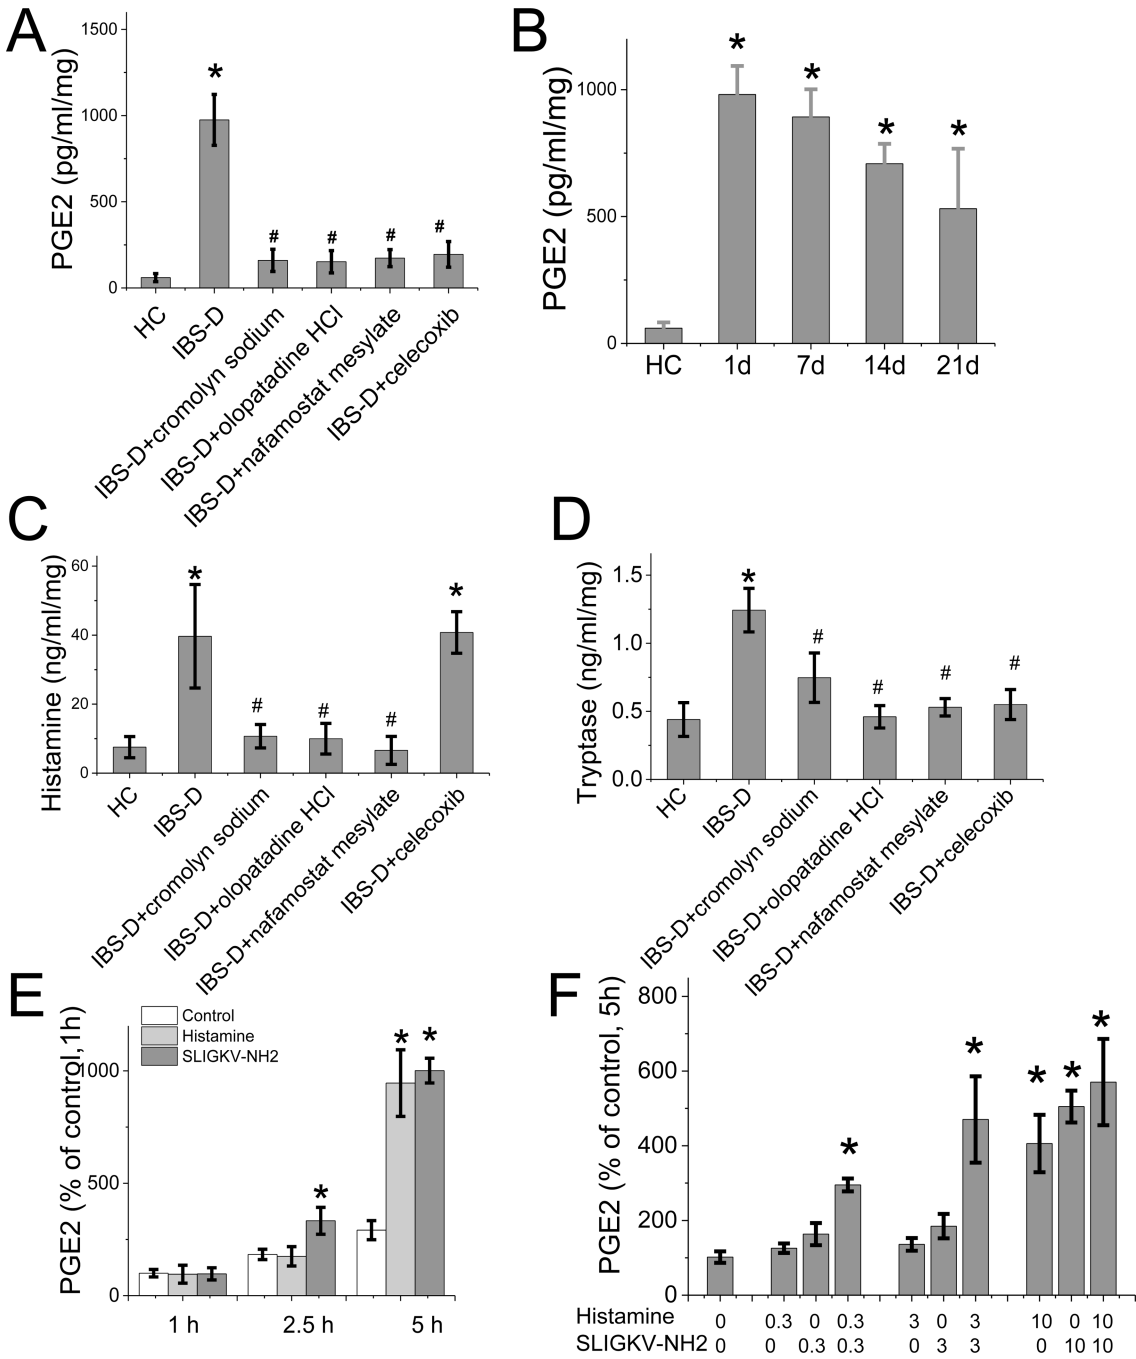 A
PGE2 (pg/ml/mg)
1500
1000
500
0
*
#
#
#
#
HC
IBS-D
IBS-D+cromolyn sodium
IBS-D+olopatadine HCl
IBS-D+nafamostat mesylate
IBS-D+celecoxib
B
PGE2 (pg/ml/mg)
1000
500
0
*
*
*
*
HC 1d 7d 14d 21d
C
Histamine (ng/ml/mg)
60
40
20
0
*
#
#
#
*
HC
IBS-D
IBS-D+cromolyn sodium
IBS-D+olopatadine HCl
IBS-D+nafamostat mesylate
IBS-D+celecoxib
D
Tryptase (ng/ml/mg)
1.5
1.0
0.5
0.0
*
#
#
#
#
HC
IBS-D
IBS-D+cromolyn sodium
IBS-D+olopatadine HCl
IBS-D+nafamostat mesylate
IBS-D+celecoxib
E
PGE2 (% of control,1h)
Control
Histamine
SLIGKV-NH2
1000
500
0
*
* *
1 h 2.5 h 5 h
F
PGE2 (% of control, 5h)
800
600
400
200
0
*
*
* * *
Histamine 0 0.3 0 0.3 3 0 3 10 0 10
SLIGKV-NH2 0 0 0.3 0.3 0 3 3 0 10 10